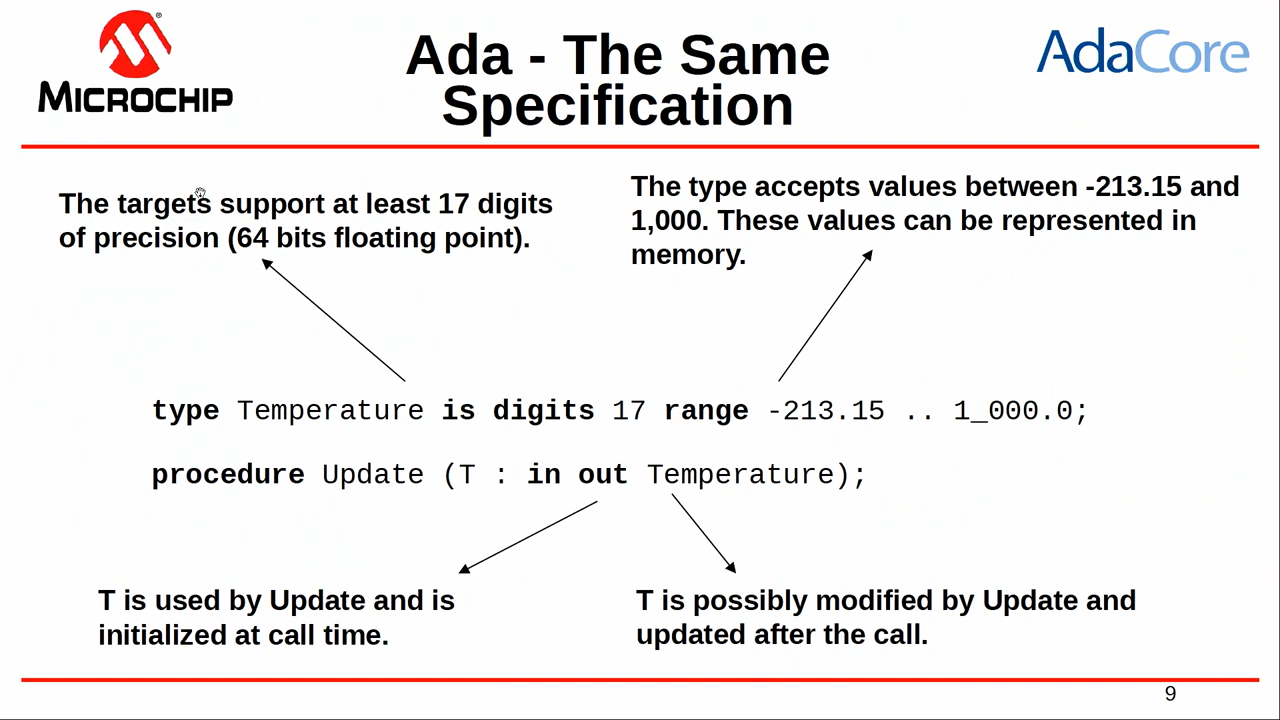 MICROCHIP
Ada - The Same
Specification
AdaCore
The targets support at least 17 digits
of precision (64 bits floating point).
The type accepts values between -213.15 and
1,000. These values can be represented in
memory.
type Temperature is digits 17 range -213.15 .. 1_000.0;
procedure Update (T : in out Temperature);
T is used by Update and is
initialized at call time.
T is possibly modified by Update and
updated after the call.
9